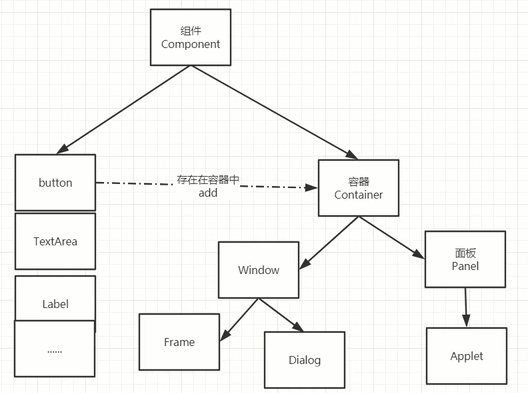 组件
Component
button
存在在容器中
add
容器
Container
TextArea
Window
面板
Panel
Label
......
Frame
Dialog
Applet